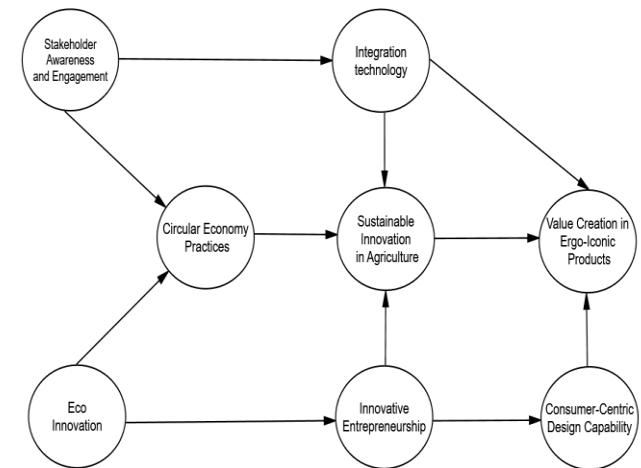 Stakeholder
Awareness
and Engagement
Integration
technology
Circular Economy
Practices
Sustainable
Innovation
in Agriculture
Value Creation in
Ergo-Iconic
Products
Eco
Innovation
Innovative
Entrepreneurship
Consumer-Centric
Design Capability